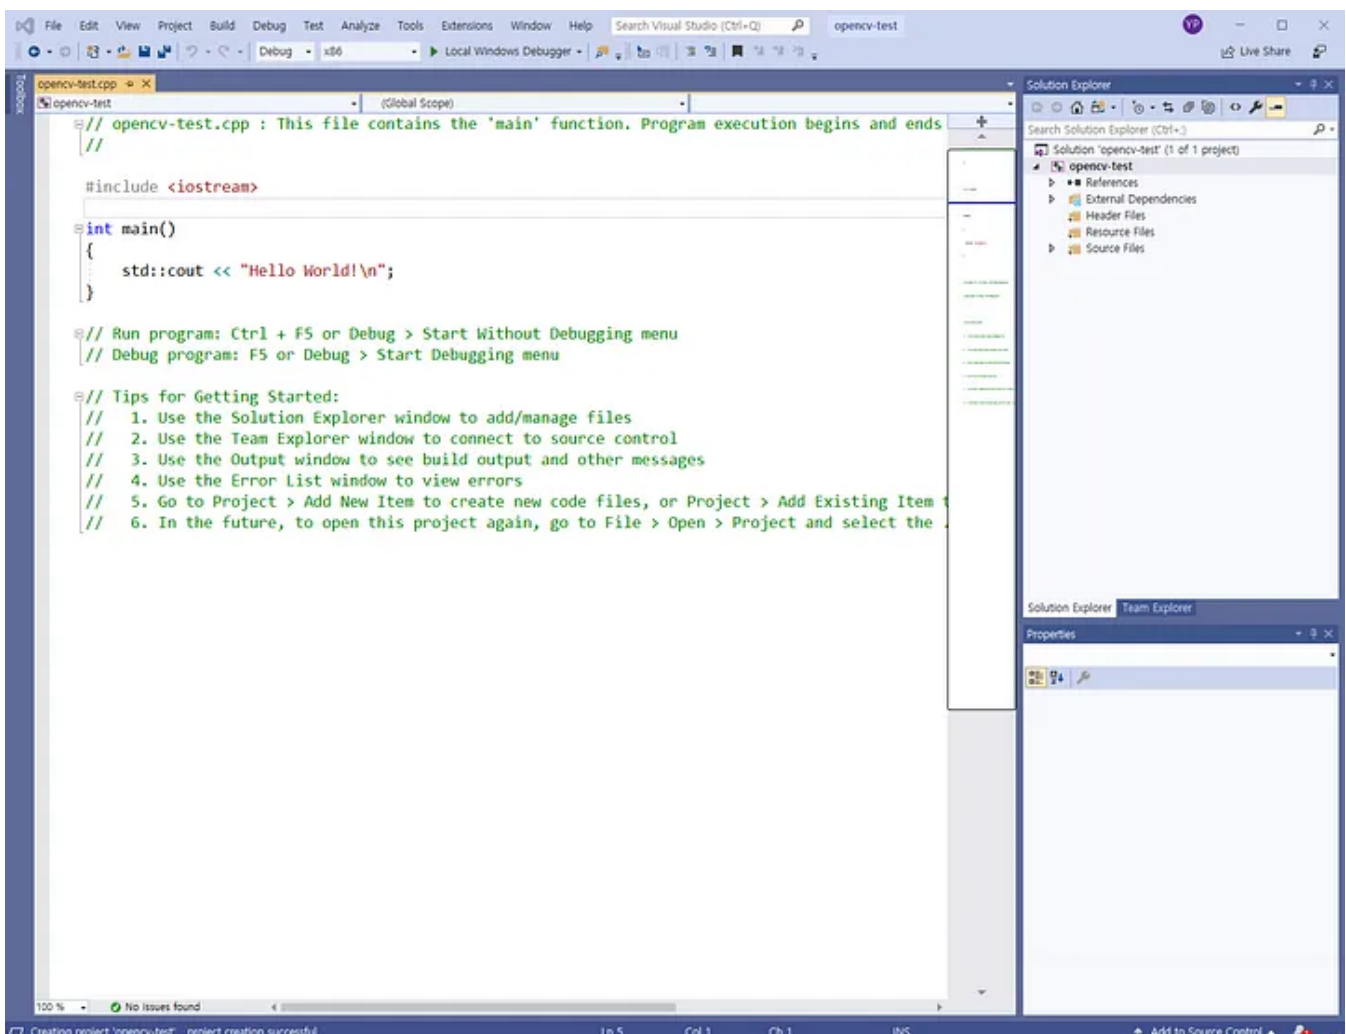 File Edit View Project Build Debug Test Analyze Tools Extensions Window Help Search Visual Studio (Ctrl+Q) opencv-test YP
Debug x86 Local Windows Debugger Live Share
Toolbox
opencv-test.cpp
opencv-test (Global Scope)
// opencv-test.cpp : This file contains the 'main' function. Program execution begins and ends
//
#include <iostream>
int main()
{
std::cout << "Hello World!\n";
}
// Run program: Ctrl + F5 or Debug > Start Without Debugging menu
// Debug program: F5 or Debug > Start Debugging menu
// Tips for Getting Started:
//   1. Use the Solution Explorer window to add/manage files
//   2. Use the Team Explorer window to connect to source control
//   3. Use the Output window to see build output and other messages
//   4. Use the Error List window to view errors
//   5. Go to Project > Add New Item to create new code files, or Project > Add Existing Item t
//   6. In the future, to open this project again, go to File > Open > Project and select the .
100 % No issues found
Solution Explorer
Search Solution Explorer (Ctrl+;)
Solution 'opencv-test' (1 of 1 project)
opencv-test
References
External Dependencies
Header Files
Resource Files
Source Files
Solution Explorer Team Explorer
Properties
Creating project 'opencv-test'... project creation successful. Ln 5 Col 1 Ch 1 INS Add to Source Control